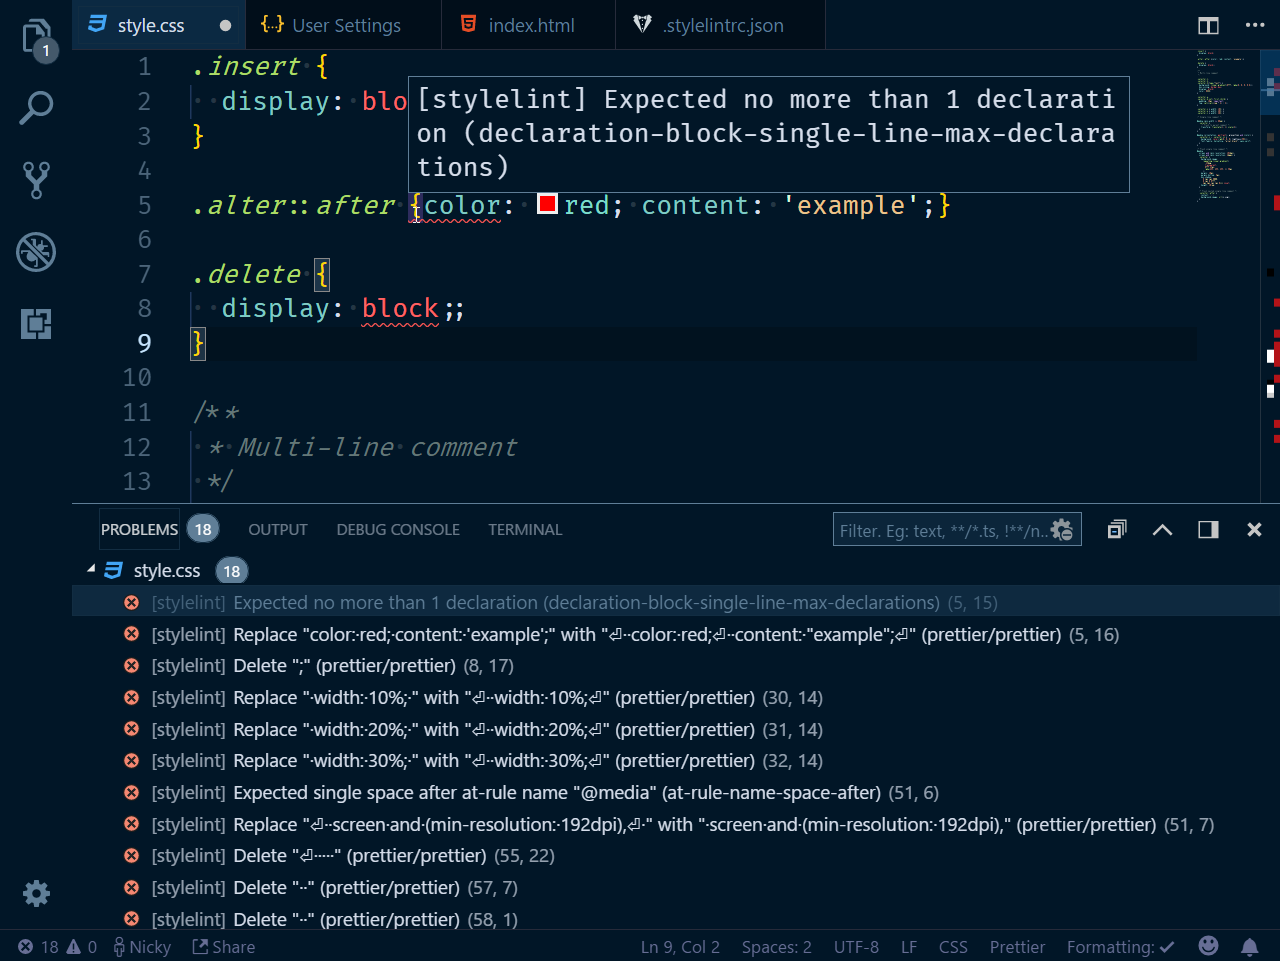 style.css
User Settings
index.html
.stylelintrc.json
1
1 .insert {
2 ··display:·blo
3 }
4
[stylelint] Expected no more than 1 declarati
on (declaration-block-single-line-max-declara
tions)
5 .alter::after·{color:·red;·content:·'example';}
6
7 .delete·{
8 ··display:·block;;
9 }
10
11 /**
12 ·*·Multi-line·comment
13 ·*/
PROBLEMS 18 OUTPUT DEBUG CONSOLE TERMINAL
Filter. Eg: text, **/*.ts, !**/n..
style.css 18
[stylelint] Expected no more than 1 declaration (declaration-block-single-line-max-declarations) (5, 15)
[stylelint] Replace "color:·red;·content:·'example';" with "⏎··color:·red;⏎··content:·"example";⏎" (prettier/prettier) (5, 16)
[stylelint] Delete ";" (prettier/prettier) (8, 17)
[stylelint] Replace "·width:·10%;·" with "⏎··width:·10%;⏎" (prettier/prettier) (30, 14)
[stylelint] Replace "·width:·20%;·" with "⏎··width:·20%;⏎" (prettier/prettier) (31, 14)
[stylelint] Replace "·width:·30%;·" with "⏎··width:·30%;⏎" (prettier/prettier) (32, 14)
[stylelint] Expected single space after at-rule name "@media" (at-rule-name-space-after) (51, 6)
[stylelint] Replace "⏎··screen·and·(min-resolution:·192dpi),⏎·" with "·screen·and·(min-resolution:·192dpi)," (prettier/prettier) (51, 7)
[stylelint] Delete "⏎·····" (prettier/prettier) (55, 22)
[stylelint] Delete "··" (prettier/prettier) (57, 7)
[stylelint] Delete "··" (prettier/prettier) (58, 1)
18 0 Nicky Share Ln 9, Col 2 Spaces: 2 UTF-8 LF CSS Prettier Formatting: ✓